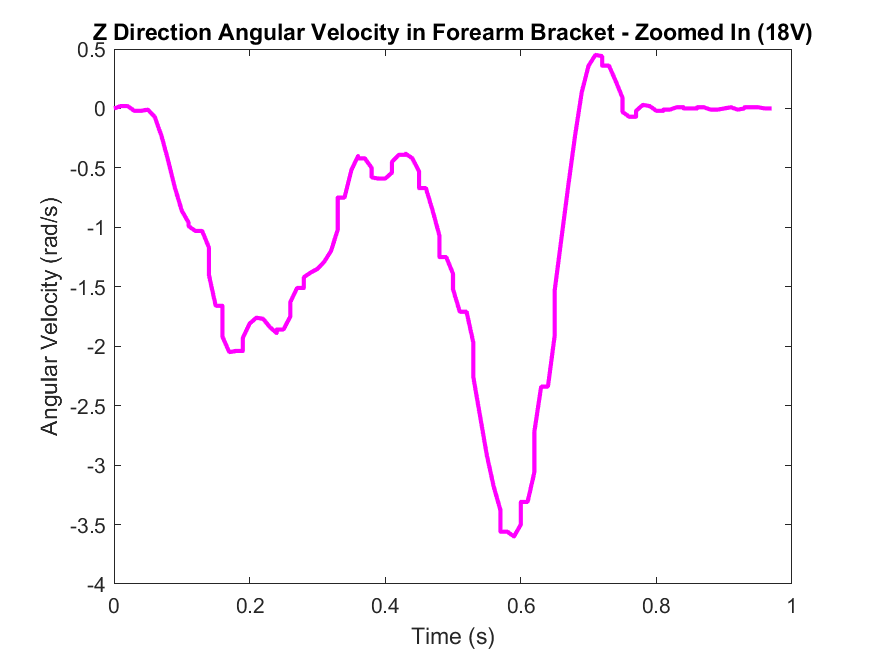 Z Direction Angular Velocity in Forearm Bracket - Zoomed In (18V)
0.5
0
-0.5
-1
-1.5
-2
-2.5
-3
-3.5
-4
Angular Velocity (rad/s)
0 0.2 0.4 0.6 0.8 1
Time (s)